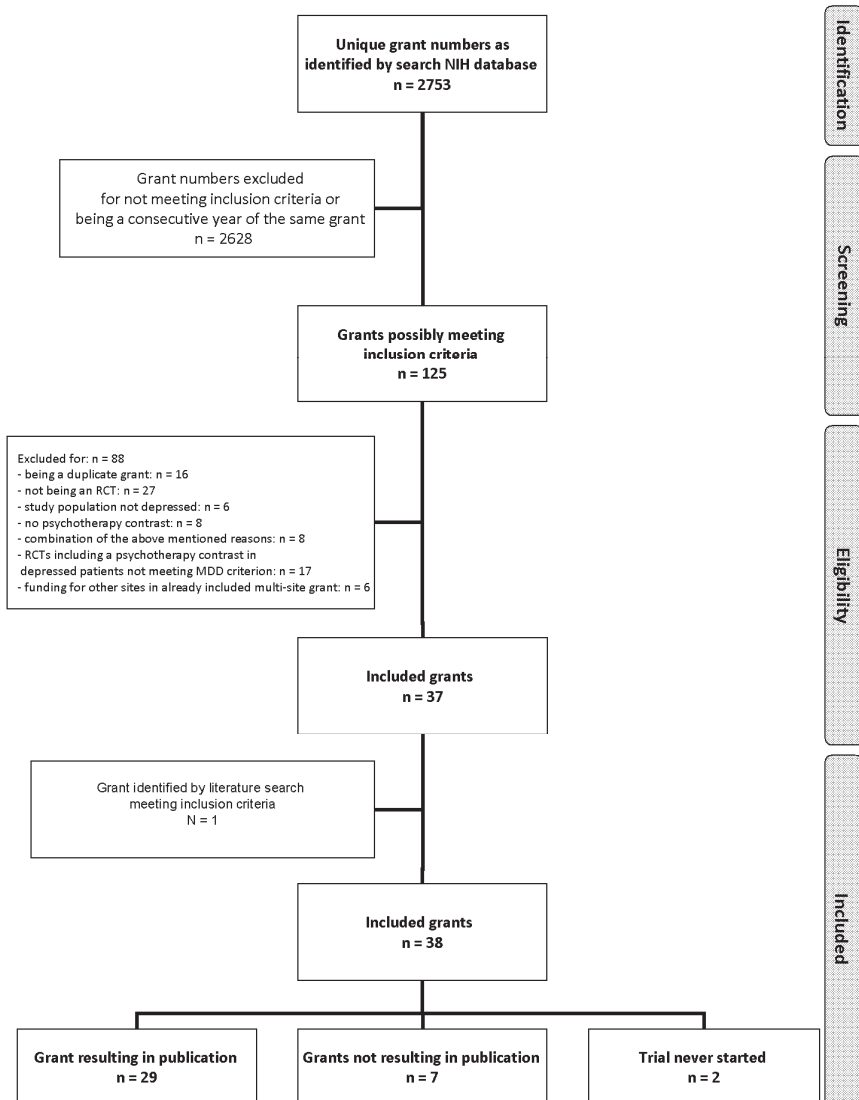 Unique grant numbers as
identified by search NIH database
n = 2753
Identification
Grant numbers excluded
for not meeting inclusion criteria or
being a consecutive year of the same grant
n = 2628
Screening
Grants possibly meeting
inclusion criteria
n = 125
Excluded for: n = 88
- being a duplicate grant: n = 16
- not being an RCT: n = 27
- study population not depressed: n = 6
- no psychotherapy contrast: n = 8
- combination of the above mentioned reasons: n = 8
- RCTs including a psychotherapy contrast in
depressed patients not meeting MDD criterion: n = 17
- funding for other sites in already included multi-site grant: n = 6
Eligibility
Included grants
n = 37
Grant identified by literature search
meeting inclusion criteria
N = 1
Included grants
n = 38
Included
Grant resulting in publication
n = 29
Grants not resulting in publication
n = 7
Trial never started
n = 2